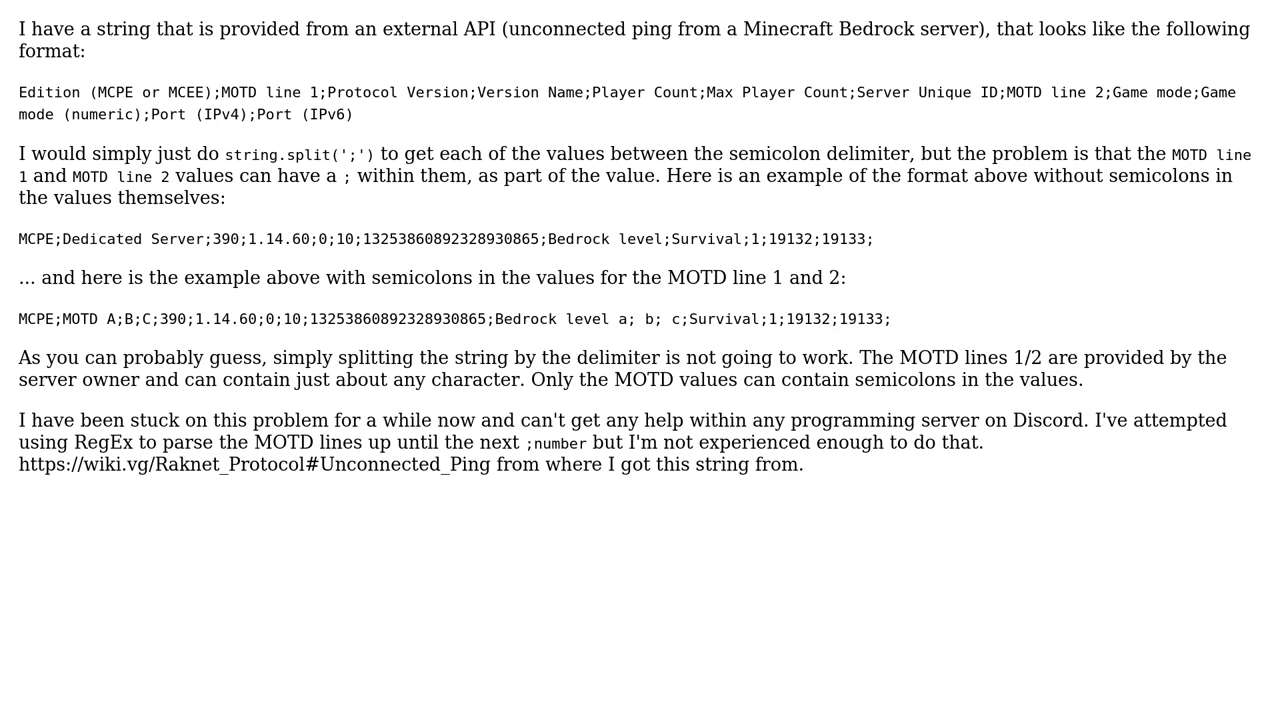 I have a string that is provided from an external API (unconnected ping from a Minecraft Bedrock server), that looks like the following
format:
Edition (MCPE or MCEE);MOTD line 1;Protocol Version;Version Name;Player Count;Max Player Count;Server Unique ID;MOTD line 2;Game mode;Game
mode (numeric);Port (IPv4);Port (IPv6)
I would simply just do string.split(';') to get each of the values between the semicolon delimiter, but the problem is that the MOTD line
1 and MOTD line 2 values can have a ; within them, as part of the value. Here is an example of the format above without semicolons in
the values themselves:
MCPE;Dedicated Server;390;1.14.60;0;10;13253860892328930865;Bedrock level;Survival;1;19132;19133;
... and here is the example above with semicolons in the values for the MOTD line 1 and 2:
MCPE;MOTD A;B;C;390;1.14.60;0;10;13253860892328930865;Bedrock level a; b; c;Survival;1;19132;19133;
As you can probably guess, simply splitting the string by the delimiter is not going to work. The MOTD lines 1/2 are provided by the
server owner and can contain just about any character. Only the MOTD values can contain semicolons in the values.
I have been stuck on this problem for a while now and can't get any help within any programming server on Discord. I've attempted
using RegEx to parse the MOTD lines up until the next ;number but I'm not experienced enough to do that.
https://wiki.vg/Raknet_Protocol#Unconnected_Ping from where I got this string from.